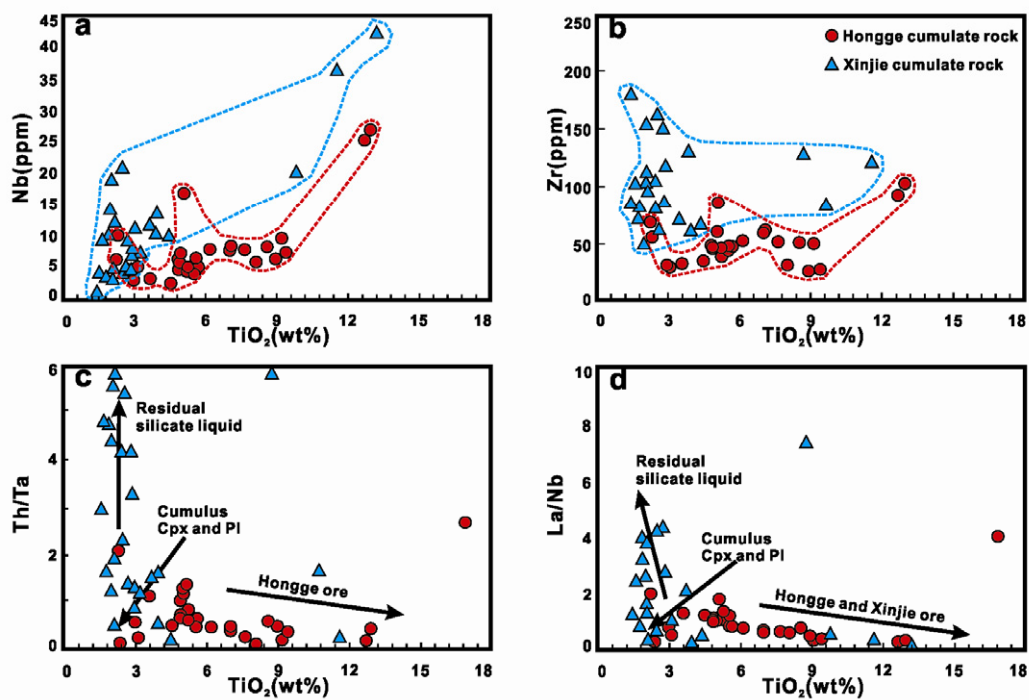 a
Nb(ppm)
45
40
35
30
25
20
15
10
5
0
0 3 6 9 12 15 18
TiO2(wt%)
b
Hongge cumulate rock
Xinjie cumulate rock
Zr(ppm)
250
200
150
100
50
0
0 3 6 9 12 15 18
TiO2(wt%)
c
Residual
silicate liquid
Cumulus
Cpx and Pl
Hongge ore
Th/Ta
6
4
2
0
0 3 6 9 12 15 18
TiO2(wt%)
d
Residual
silicate liquid
Cumulus
Cpx and Pl
Hongge and Xinjie ore
La/Nb
10
8
6
4
2
0
0 3 6 9 12 15 18
TiO2(wt%)